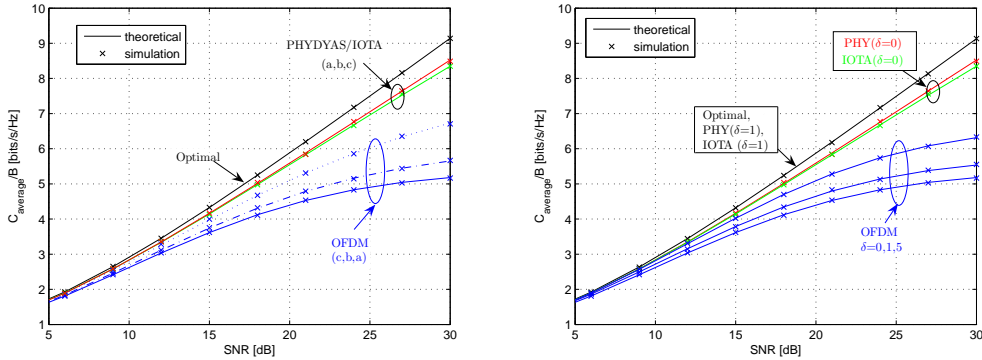 theoretical
simulation
PHYDYAS/IOTA
(a,b,c)
Optimal
OFDM
(c,b,a)
10
9
8
7
6
5
4
3
2
1
5
10
15
20
25
30
C_average/B [bits/s/Hz]
SNR [dB]
theoretical
simulation
PHY(δ=0)
IOTA(δ=0)
Optimal,
PHY(δ=1),
IOTA (δ=1)
OFDM
δ=0,1,5
10
9
8
7
6
5
4
3
2
1
5
10
15
20
25
30
C_average/B [bits/s/Hz]
SNR [dB]